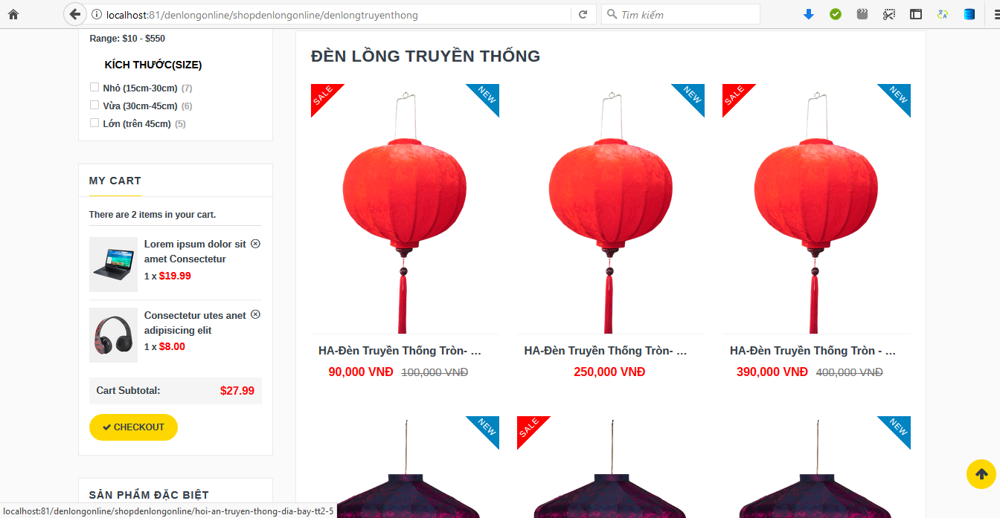 localhost:81/denlongonline/shopdenlongonline/denlongtruyenthong
Tìm kiếm
Range: $10 - $550
KÍCH THƯỚC(SIZE)
Nhỏ (15cm-30cm) (7)
Vừa (30cm-45cm) (6)
Lớn (trên 45cm) (5)
MY CART
There are 2 items in your cart.
Lorem ipsum dolor sit
amet Consectetur
1 x $19.99
Consectetur utes anet
adipisicing elit
1 x $8.00
Cart Subtotal: $27.99
CHECKOUT
SẢN PHẨM ĐẶC BIỆT
ĐÈN LỒNG TRUYỀN THỐNG
SALE NEW NEW SALE NEW
HA-Đèn Truyền Thống Tròn- ... HA-Đèn Truyền Thống Tròn- ... HA-Đèn Truyền Thống Tròn - ...
90,000 VNĐ 100,000 VNĐ 250,000 VNĐ 390,000 VNĐ 400,000 VNĐ
NEW SALE NEW
localhost:81/denlongonline/shopdenlongonline/hoi-an-truyen-thong-dia-bay-tt2-5